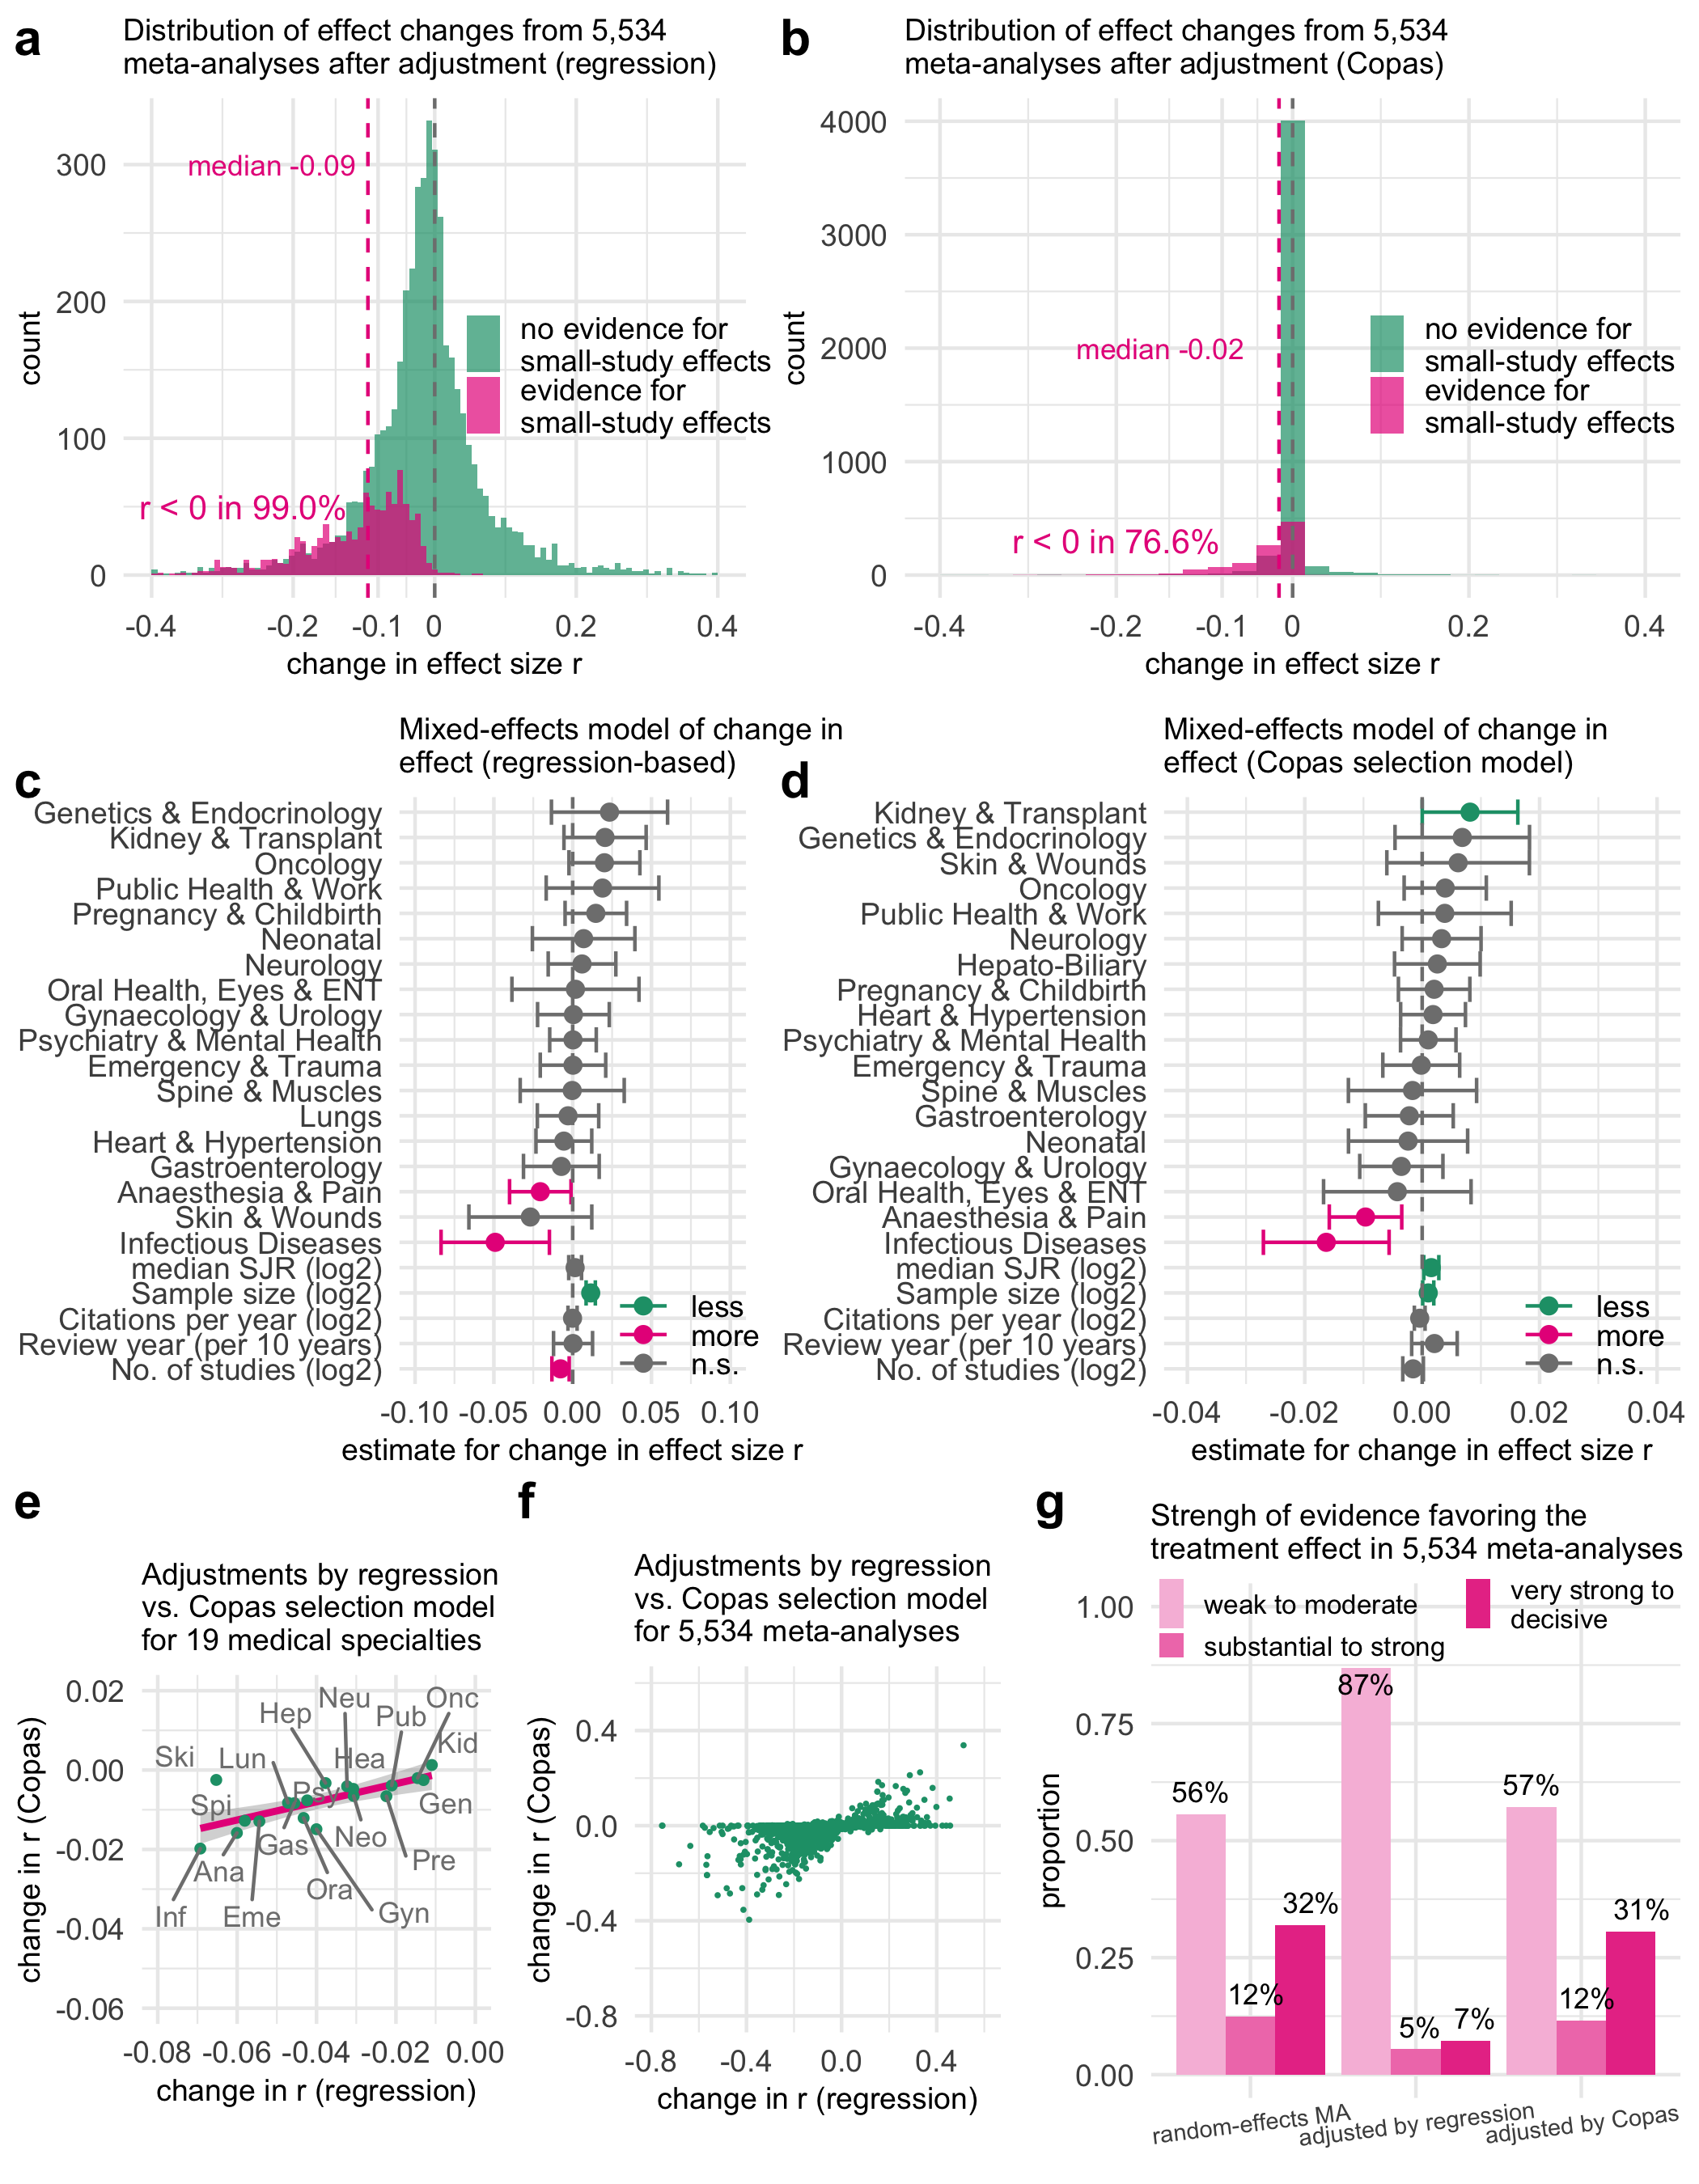 a
Distribution of effect changes from 5,534
meta-analyses after adjustment (regression)
median -0.09
r < 0 in 99.0%
no evidence for
small-study effects
evidence for
small-study effects
count
300
200
100
0
-0.4
-0.2
-0.1
0
0.2
0.4
change in effect size r
b
Distribution of effect changes from 5,534
meta-analyses after adjustment (Copas)
median -0.02
r < 0 in 76.6%
no evidence for
small-study effects
evidence for
small-study effects
count
4000
3000
2000
1000
0
-0.4
-0.2
-0.1
0
0.2
0.4
change in effect size r
c
Mixed-effects model of change in
effect (regression-based)
Genetics & Endocrinology
Kidney & Transplant
Oncology
Public Health & Work
Pregnancy & Childbirth
Neonatal
Neurology
Oral Health, Eyes & ENT
Gynaecology & Urology
Psychiatry & Mental Health
Emergency & Trauma
Spine & Muscles
Lungs
Heart & Hypertension
Gastroenterology
Anaesthesia & Pain
Skin & Wounds
Infectious Diseases
median SJR (log2)
Sample size (log2)
Citations per year (log2)
Review year (per 10 years)
No. of studies (log2)
less
more
n.s.
-0.10
-0.05
0.00
0.05
0.10
estimate for change in effect size r
d
Mixed-effects model of change in
effect (Copas selection model)
Kidney & Transplant
Genetics & Endocrinology
Skin & Wounds
Oncology
Public Health & Work
Neurology
Hepato-Biliary
Pregnancy & Childbirth
Heart & Hypertension
Psychiatry & Mental Health
Emergency & Trauma
Spine & Muscles
Gastroenterology
Neonatal
Gynaecology & Urology
Oral Health, Eyes & ENT
Anaesthesia & Pain
Infectious Diseases
median SJR (log2)
Sample size (log2)
Citations per year (log2)
Review year (per 10 years)
No. of studies (log2)
less
more
n.s.
-0.04
-0.02
0.00
0.02
0.04
estimate for change in effect size r
e
Adjustments by regression
vs. Copas selection model
for 19 medical specialties
change in r (Copas)
0.02
0.00
-0.02
-0.04
-0.06
Neu
Onc
Hep
Pub
Ski
Lun
Hea
Kid
Spi
Psy
Gen
Gas
Neo
Ana
Pre
Ora
Inf
Eme
Gyn
-0.08
-0.06
-0.04
-0.02
0.00
change in r (regression)
f
Adjustments by regression
vs. Copas selection model
for 5,534 meta-analyses
change in r (Copas)
0.4
0.0
-0.4
-0.8
-0.8
-0.4
0.0
0.4
change in r (regression)
g
Strengh of evidence favoring the
treatment effect in 5,534 meta-analyses
weak to moderate
substantial to strong
very strong to
decisive
proportion
1.00
0.75
0.50
0.25
0.00
56%
12%
32%
87%
5%
7%
57%
12%
31%
random-effects MA
adjusted by regression
adjusted by Copas